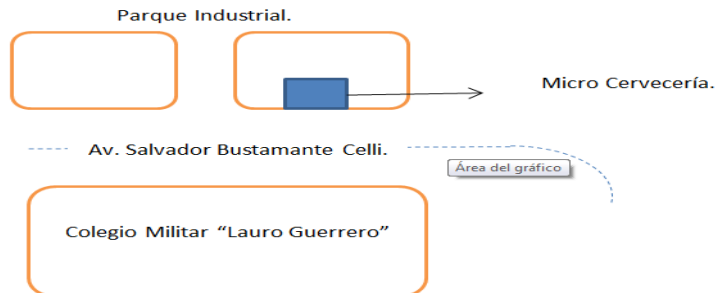 Parque Industrial.
Micro Cervecería.
Av. Salvador Bustamante Celli.
Área del gráfico
Colegio Militar “Lauro Guerrero”